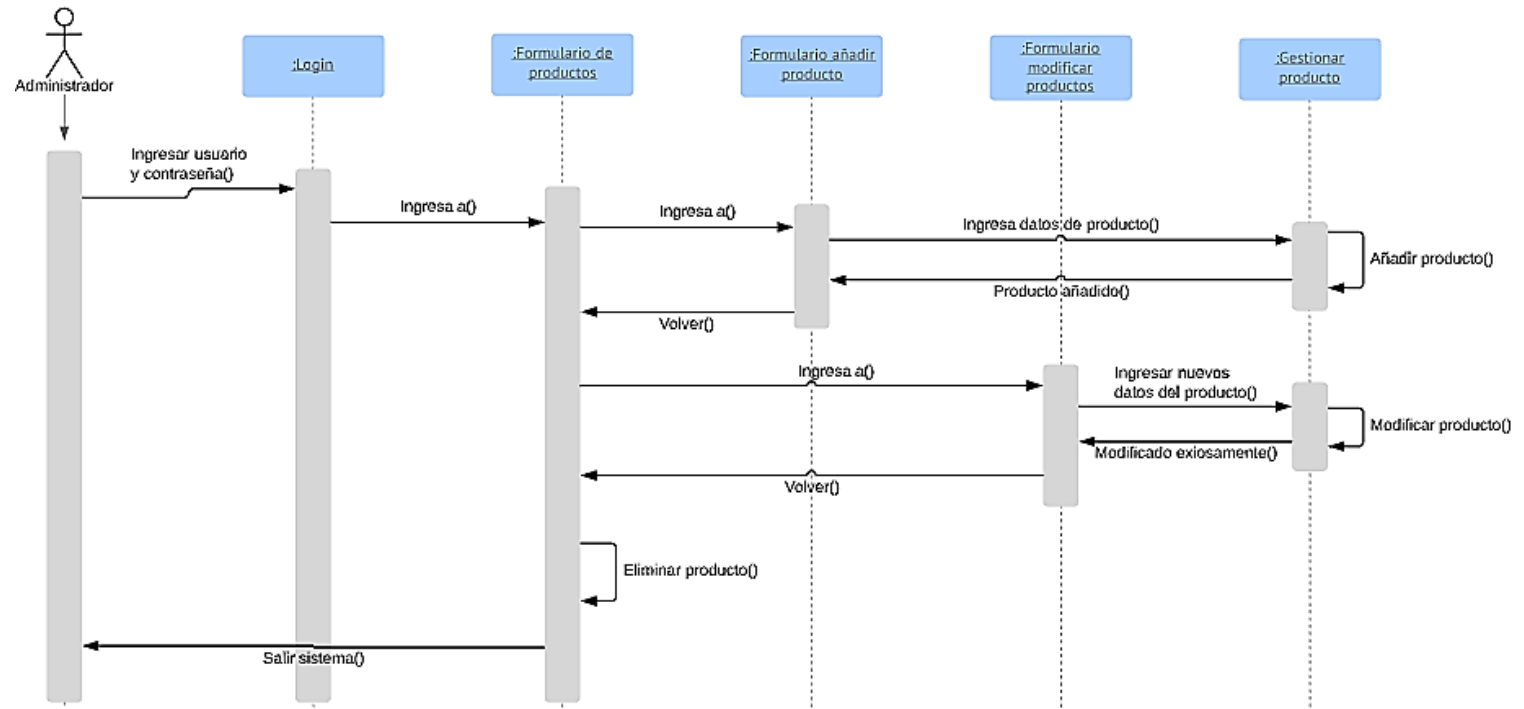 Administrador
:Login
:Formulario de
productos
:Formulario añadir
producto
:Formulario
modificar
productos
:Gestionar
producto
Ingresar usuario
y contraseña()
Ingresa a()
Ingresa a()
Ingresa datos de producto()
Añadir producto()
Producto añadido()
Volver()
Ingresa a()
Ingresar nuevos
datos del producto()
Modificar producto()
Modificado exiosamente()
Volver()
Eliminar producto()
Salir sistema()